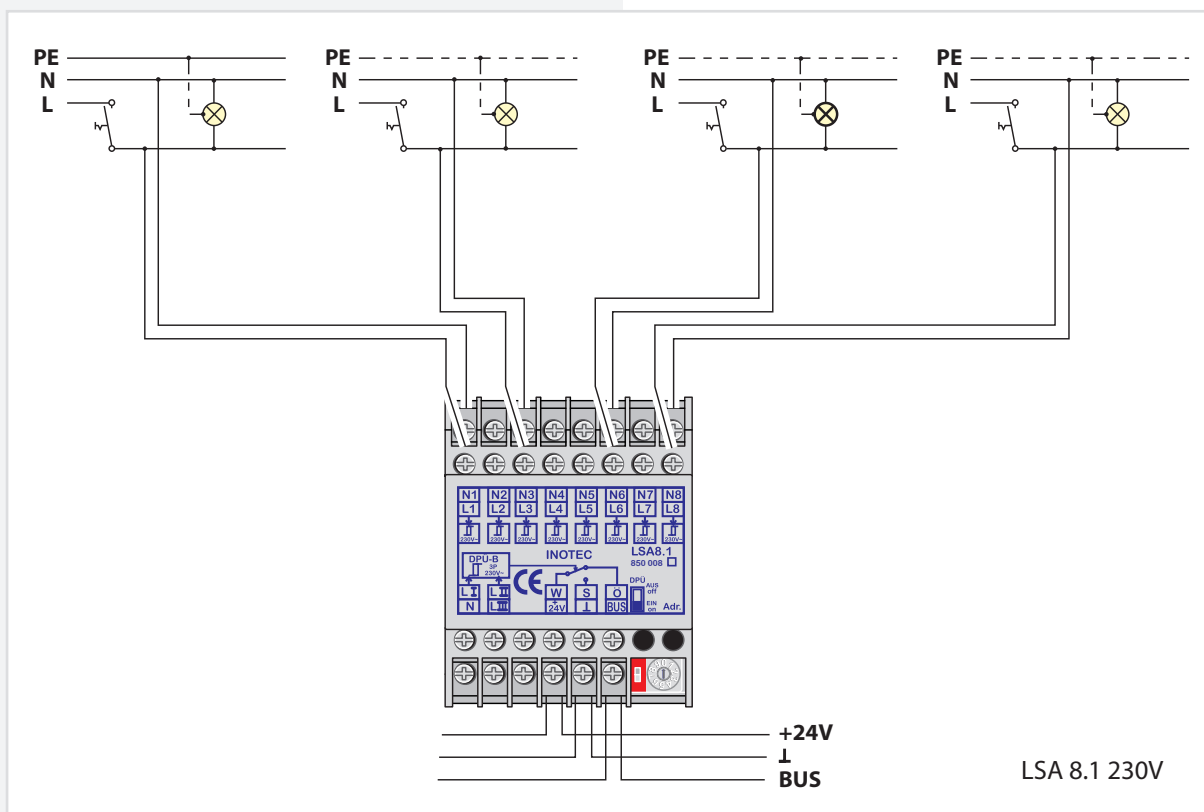 PE PE PE PE
N N N N
L L L L
N1 N2 N3 N4 N5 N6 N7 N8
L1 L2 L3 L4 L5 L6 L7 L8
230V~ 230V~ 230V~ 230V~ 230V~ 230V~ 230V~ 230V~
INOTEC LSA8.1
850 008
DPÜ-B
3P
230V~
CE
DPÜ
AUS
off
EIN
on
Adr.
L I L II W S Ö
N L III + 24V ⊥ BUS
+24V
⊥
BUS
LSA 8.1 230V